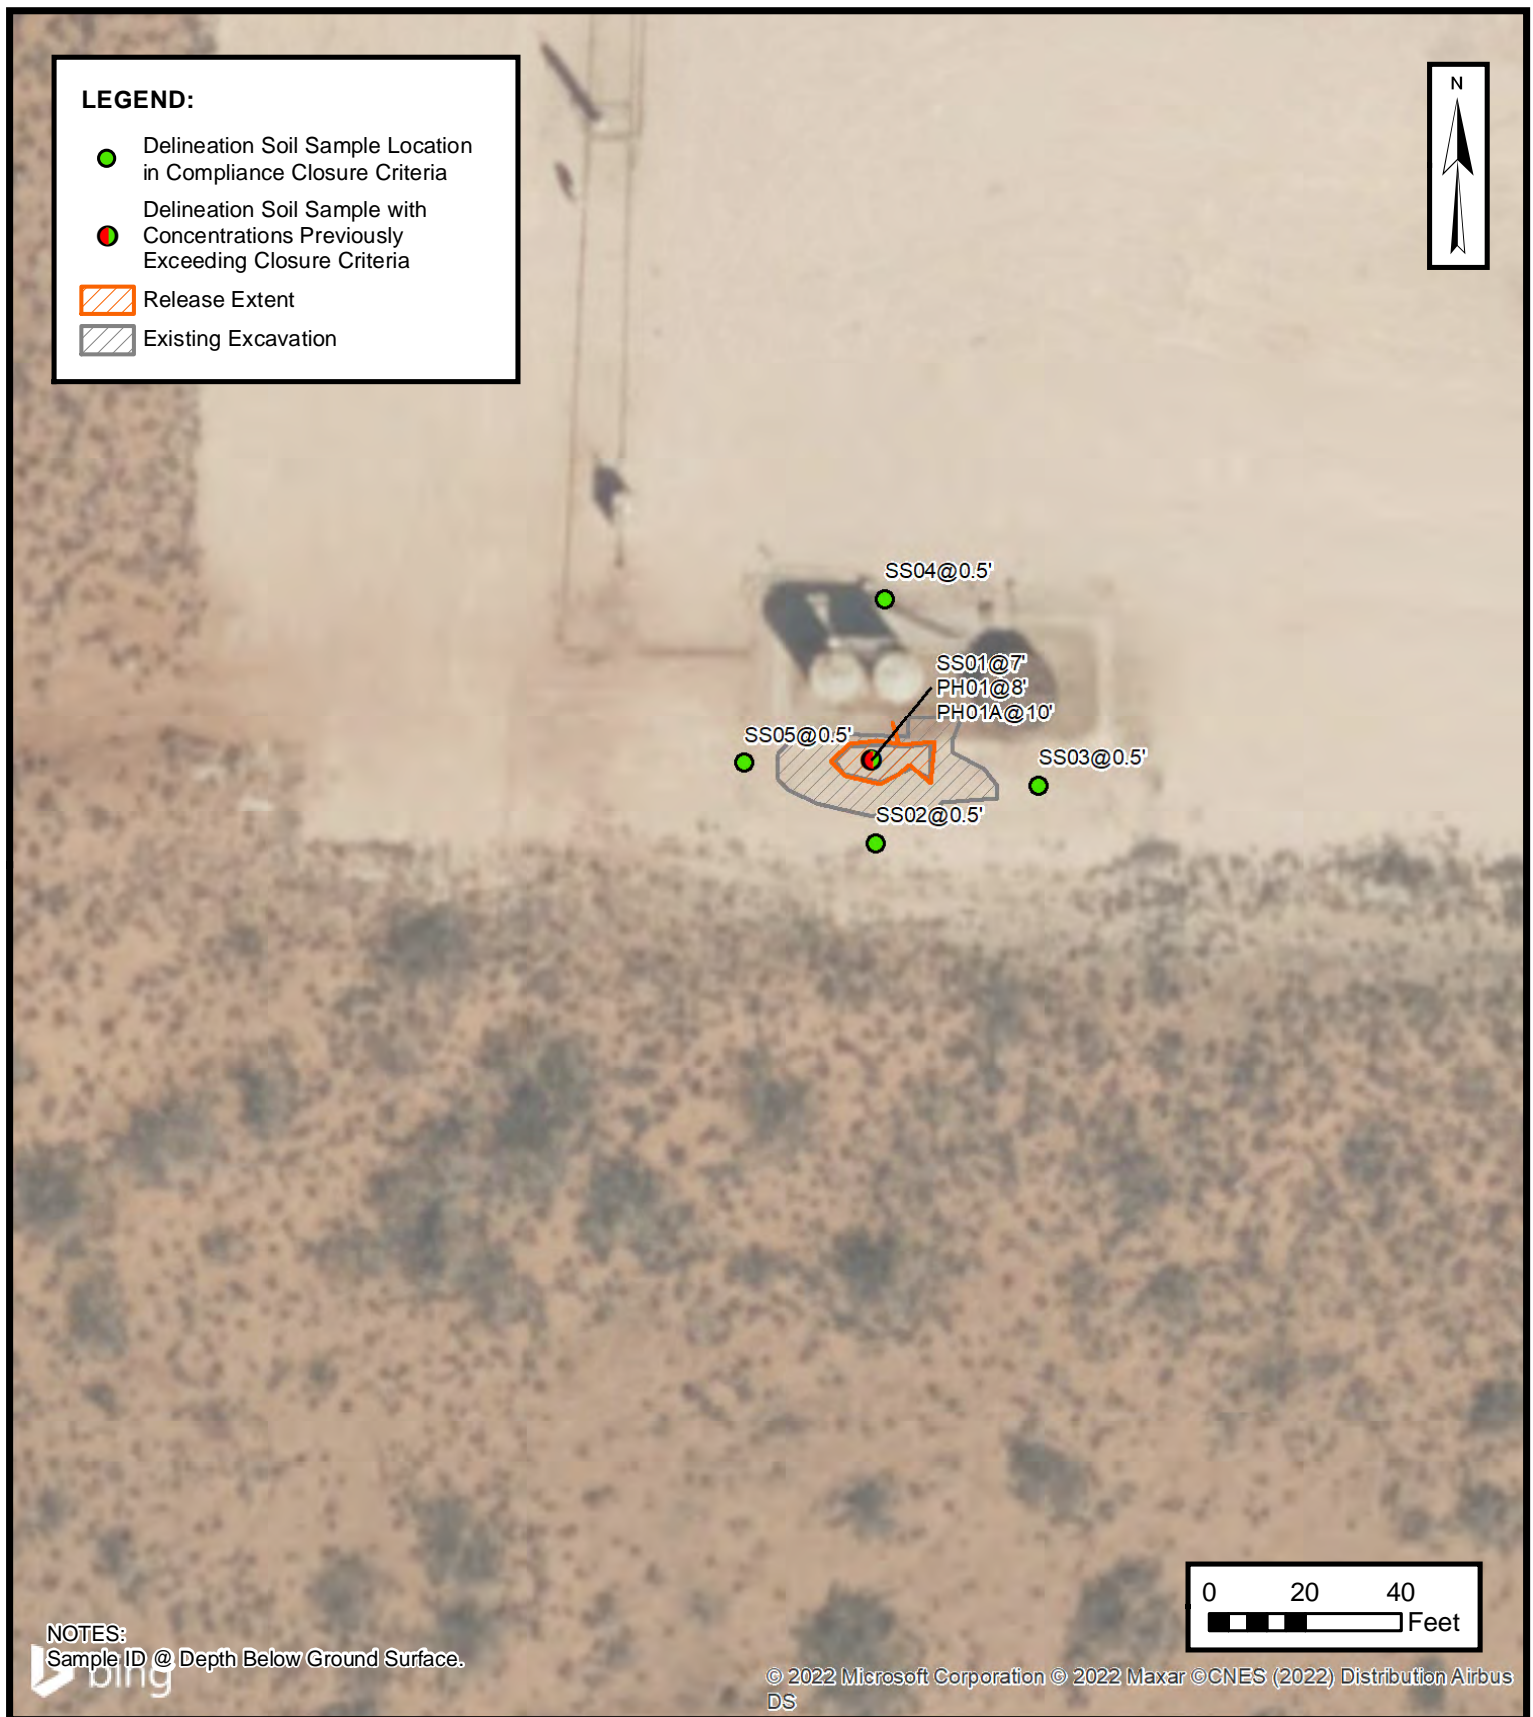 LEGEND:
Delineation Soil Sample Location
in Compliance Closure Criteria
Delineation Soil Sample with
Concentrations Previously
Exceeding Closure Criteria
Release Extent
Existing Excavation
N
SS04@0.5'
SS01@7'
PH01@8'
PH01A@10'
SS05@0.5'
SS03@0.5'
SS02@0.5'
0 20 40
Feet
NOTES:
Sample ID @ Depth Below Ground Surface.
bing
© 2022 Microsoft Corporation © 2022 Maxar ©CNES (2022) Distribution Airbus
DS